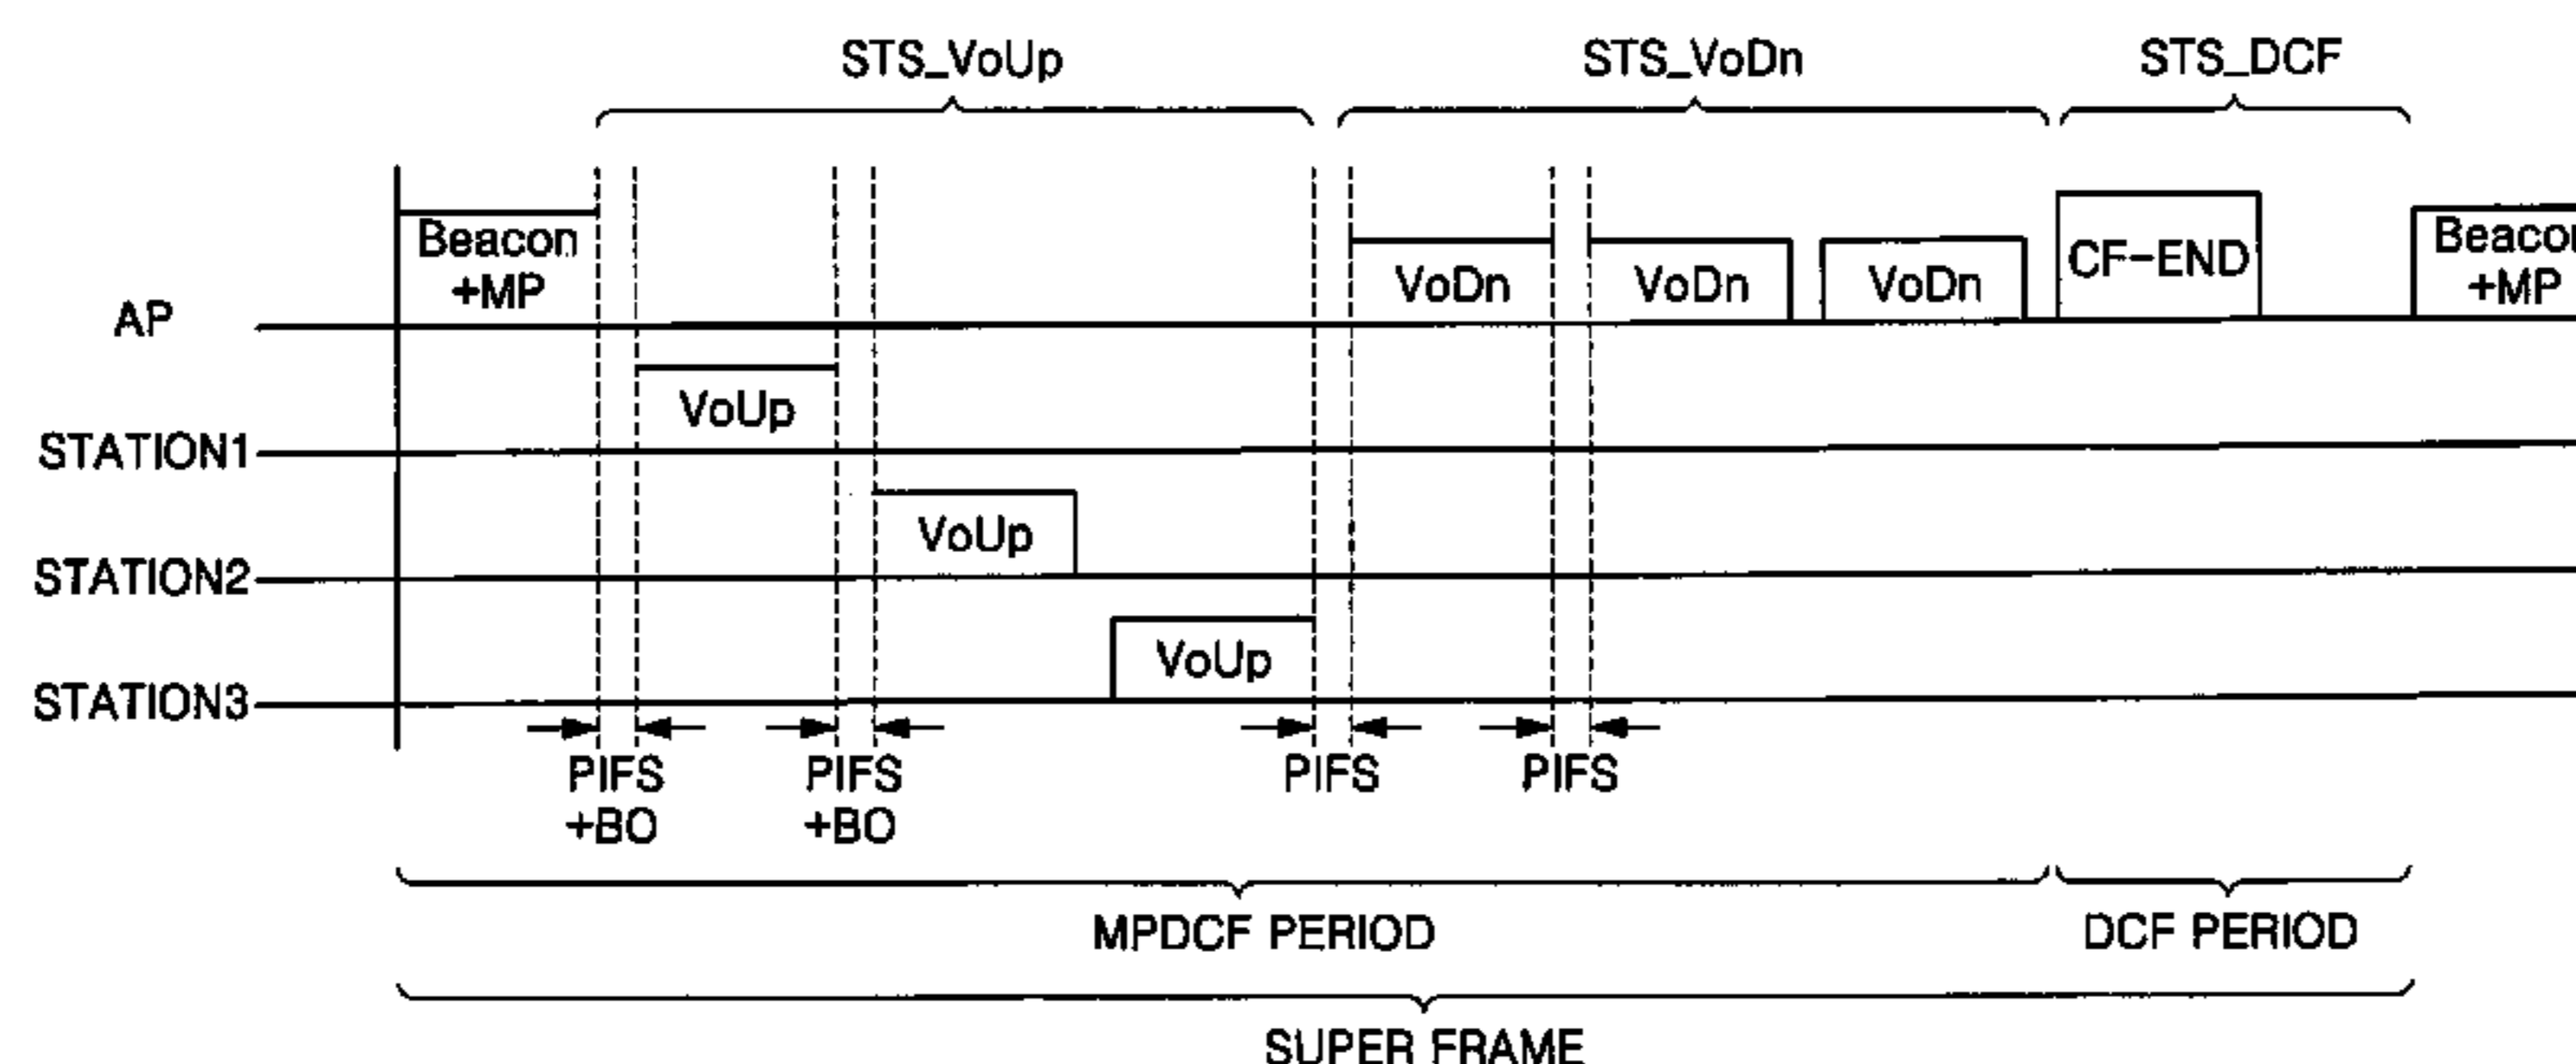 STS_VoUp
STS_VoDn
STS_DCF
Beacon
+MP
VoDn
VoDn
VoDn
CF-END
Beacon
+MP
AP
VoUp
STATION1
VoUp
STATION2
VoUp
STATION3
PIFS
+BO
PIFS
+BO
PIFS
PIFS
MPDCF PERIOD
DCF PERIOD
SUPER FRAME